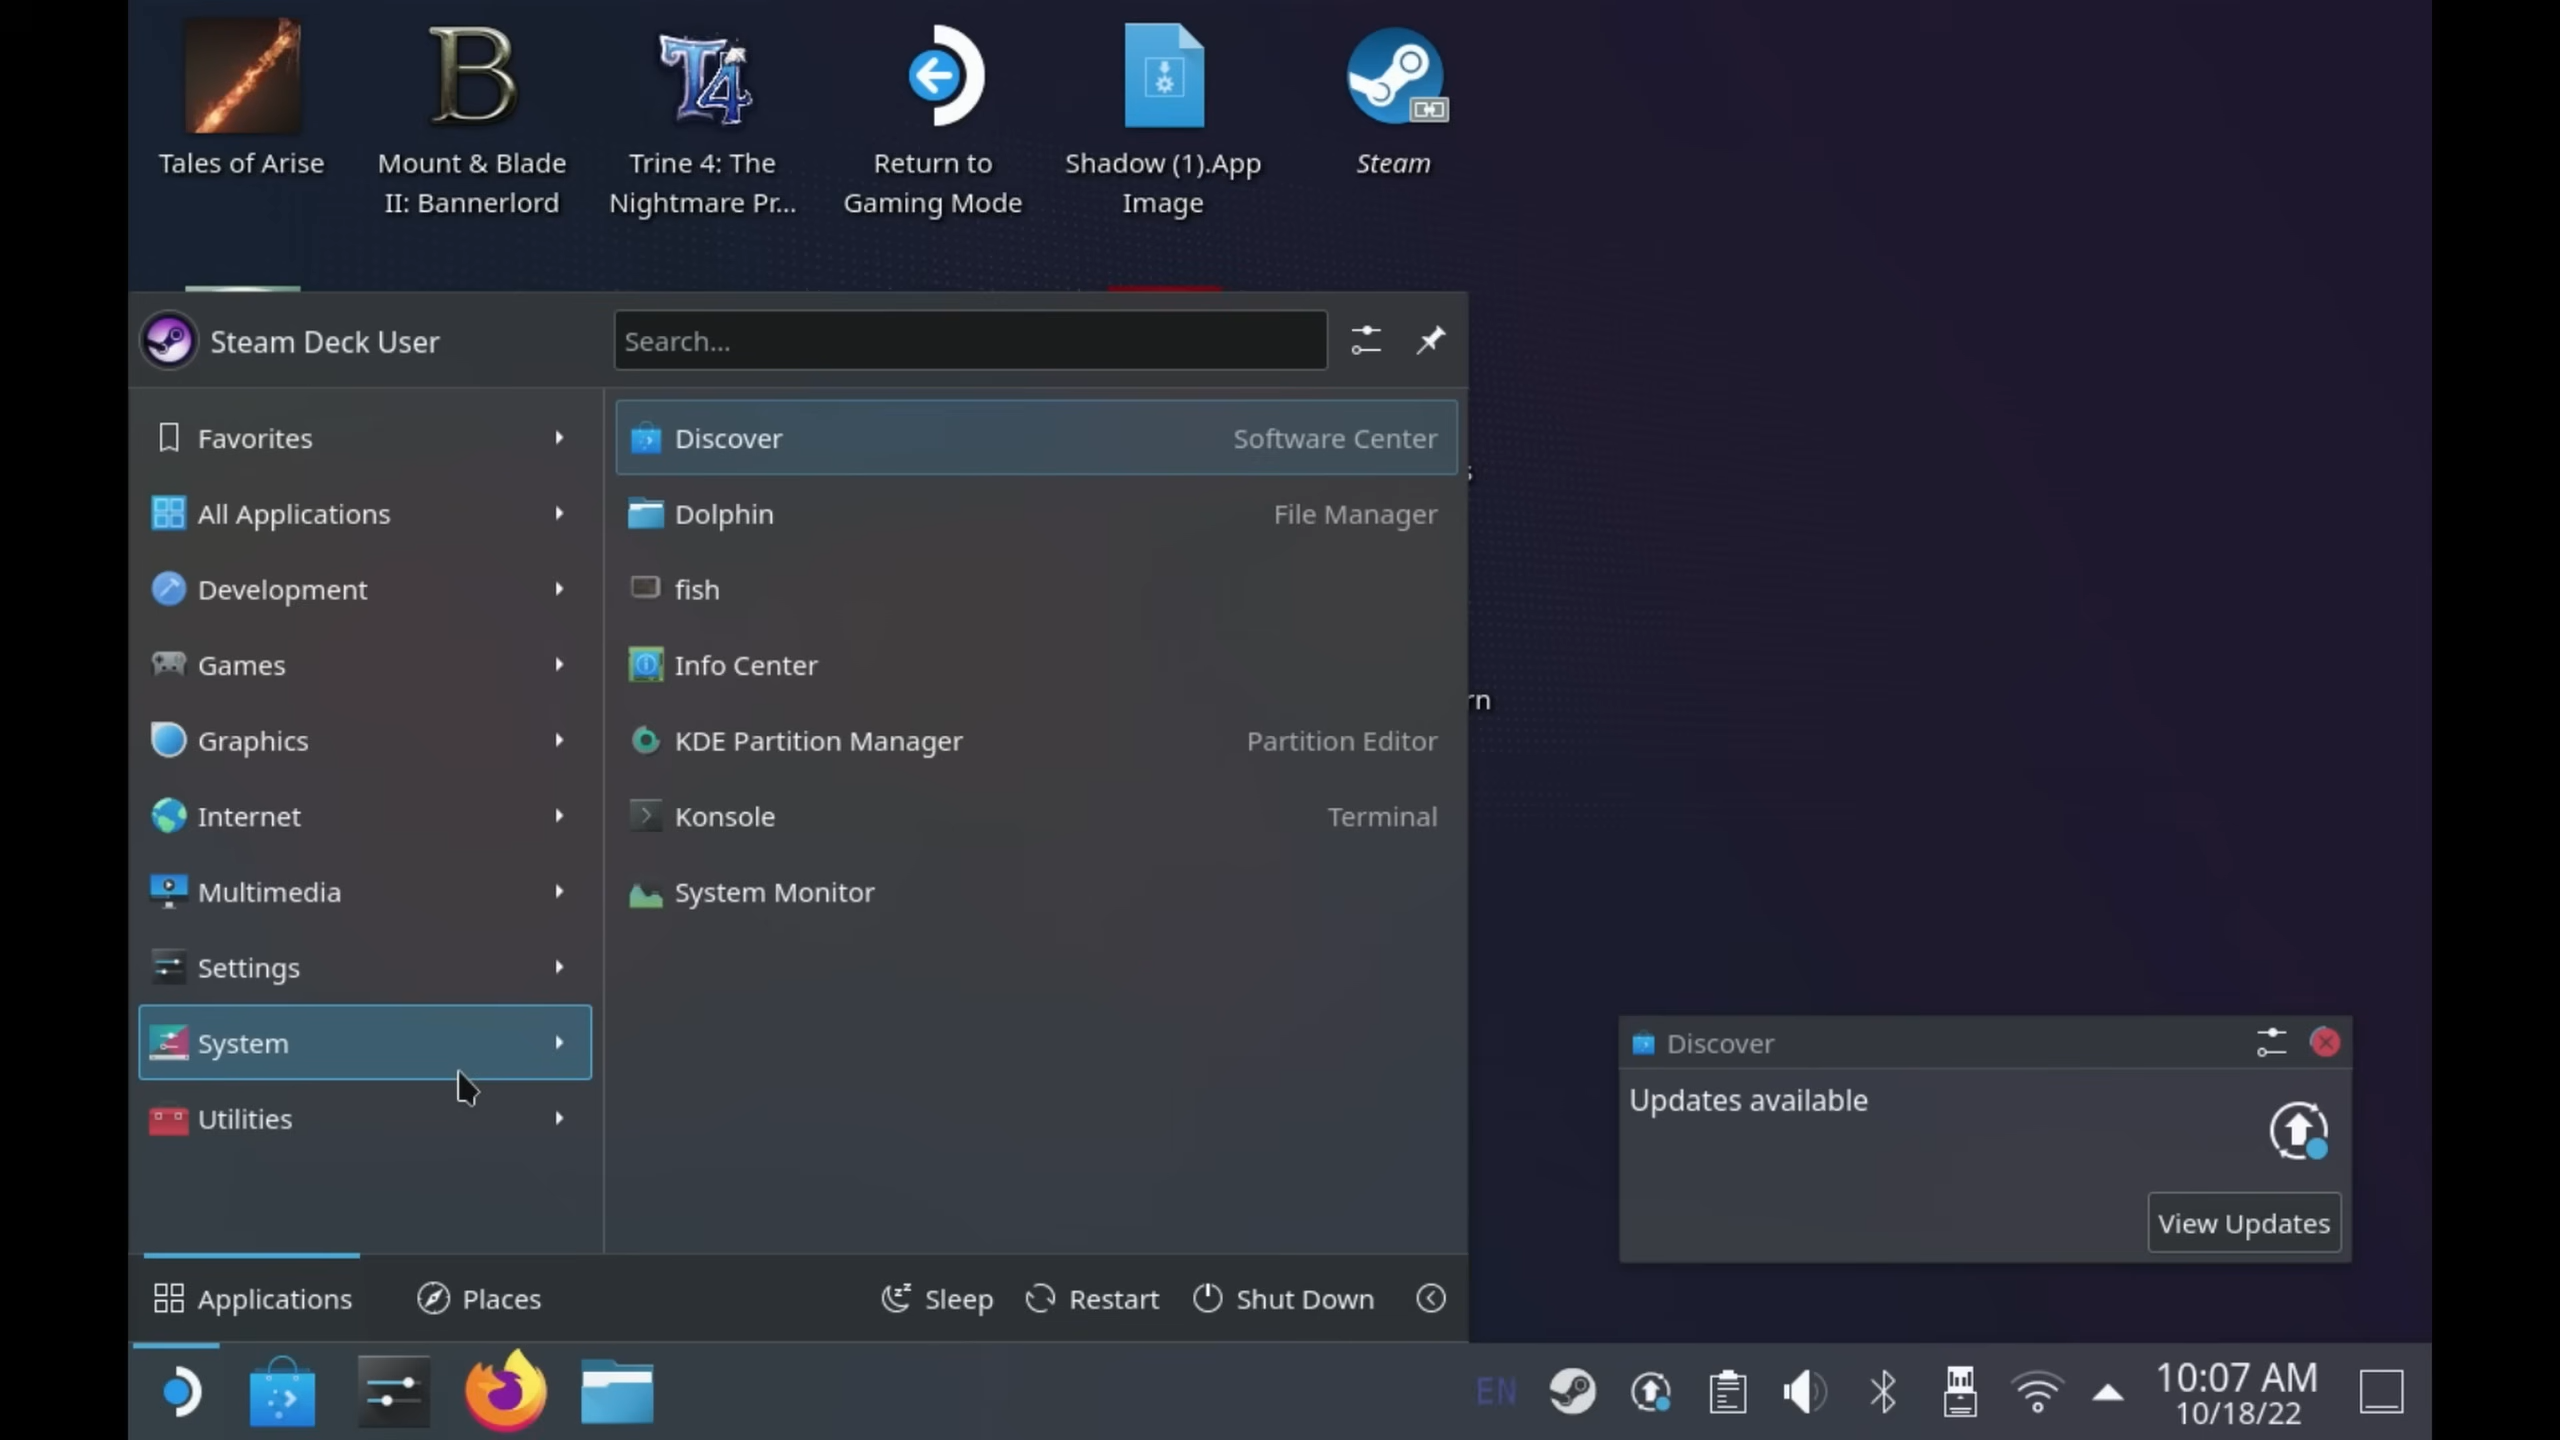 Tales of Arise
Mount & Blade
II: Bannerlord
Trine 4: The
Nightmare Pr...
Return to
Gaming Mode
Shadow (1).App
Image
Steam
Steam Deck User
Search...
Favorites
All Applications
Development
Games
Graphics
Internet
Multimedia
Settings
System
Utilities
Discover Software Center
Dolphin File Manager
fish
Info Center
KDE Partition Manager Partition Editor
Konsole Terminal
System Monitor
s
rn
Discover
Updates available
View Updates
Applications
Places
Sleep
Restart
Shut Down
EN
10:07 AM
10/18/22